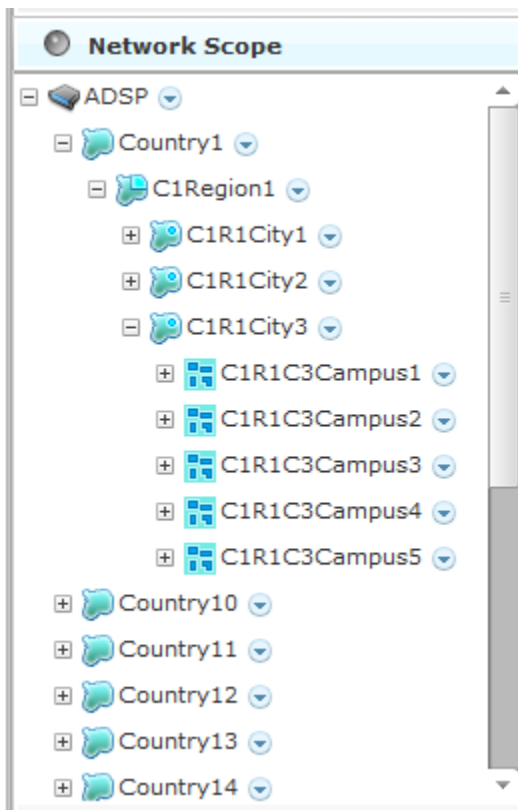 Network Scope
ADSP
Country1
C1Region1
C1R1City1
C1R1City2
C1R1City3
C1R1C3Campus1
C1R1C3Campus2
C1R1C3Campus3
C1R1C3Campus4
C1R1C3Campus5
Country10
Country11
Country12
Country13
Country14